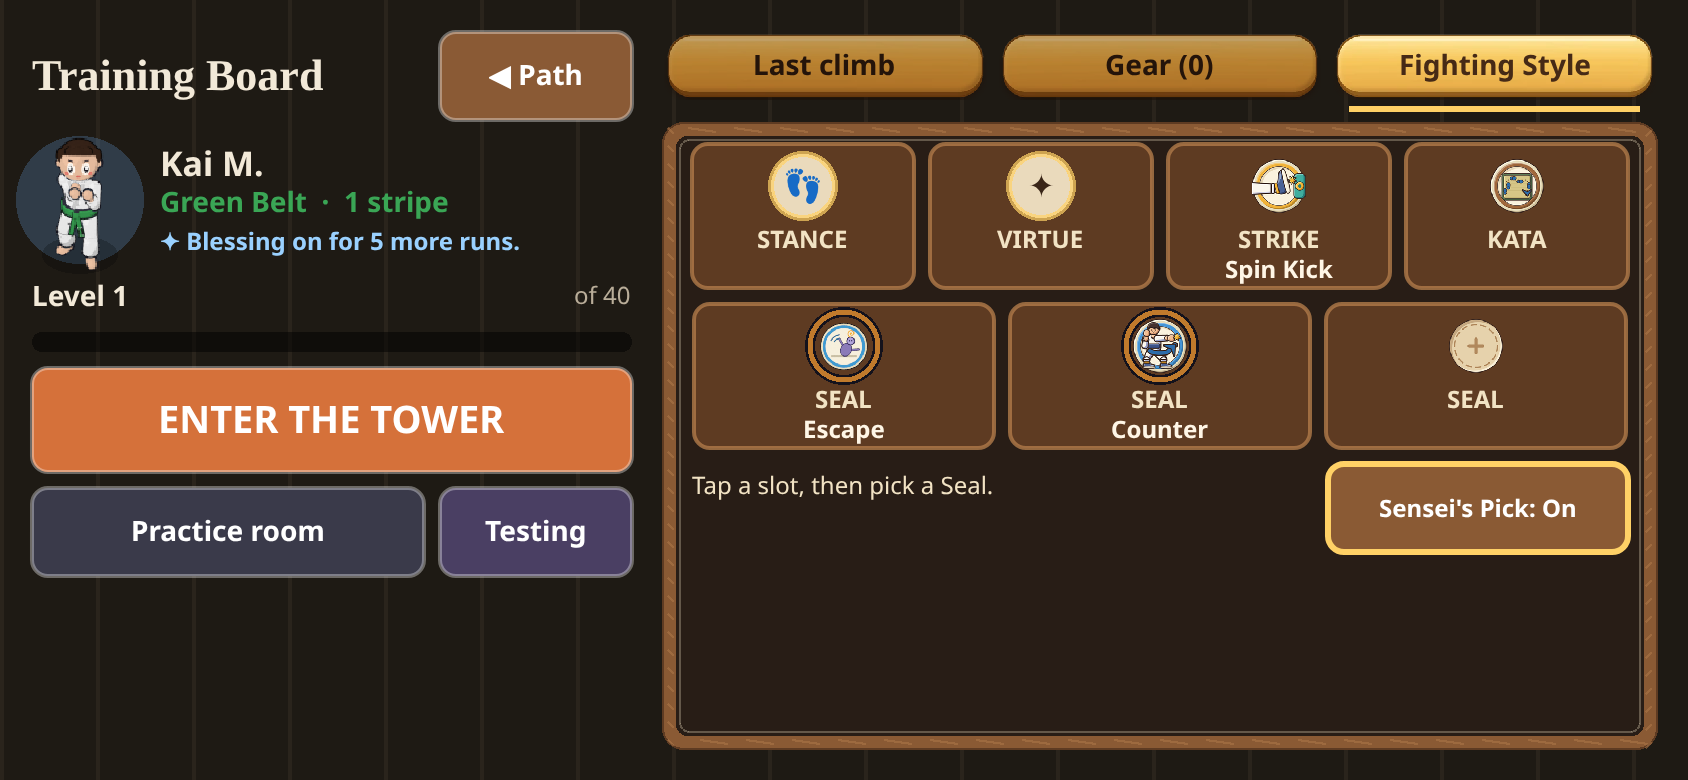 Training Board
◀ Path
Kai M.
Green Belt · 1 stripe
✦ Blessing on for 5 more runs.
Level 1
of 40
ENTER THE TOWER
Practice room
Testing
Last climb
Gear (0)
Fighting Style
STANCE
VIRTUE
STRIKE
Spin Kick
KATA
SEAL
Escape
SEAL
Counter
SEAL
Tap a slot, then pick a Seal.
Sensei's Pick: On